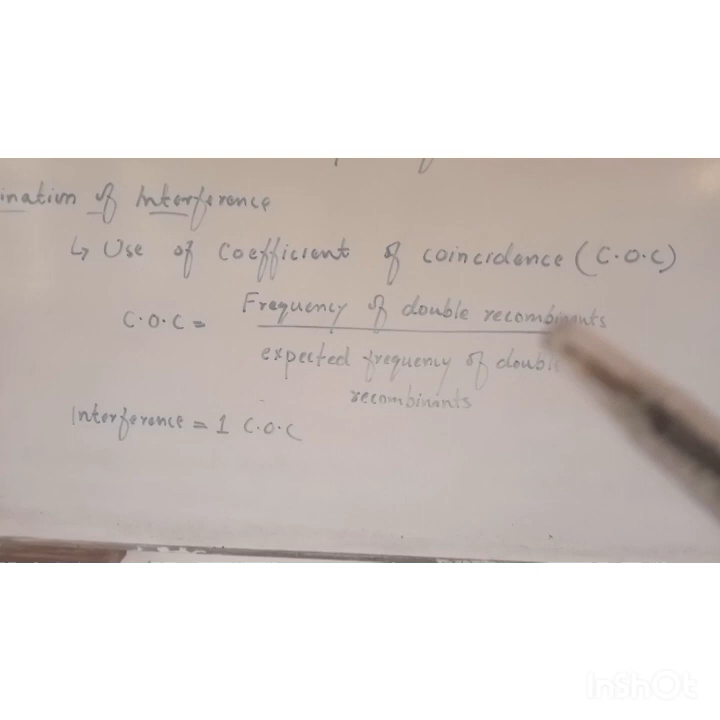 ination of Interference
↳ Use of Coefficient of coincidence (C.O.C)
C.O.C = Frequency of double recombinants
expected frequency of double
recombinants
Interference = 1 C.O.C
InShOt